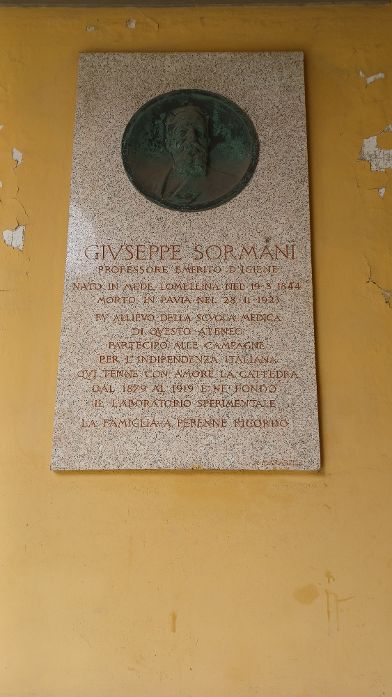 GIVSEPPE SORMANI
PROFESSORE EMERITO D'IGIENE
NATO IN MEDE LOMELLINA NEL 19·3·1844
MORTO IN PAVIA NEL 28·11·1923
FV ALLIEVO DELLA SCVOLA MEDICA
DI QVESTO ATENEO
PARTECIPÒ ALLE CAMPAGNE
PER L'INDIPENDENZA ITALIANA
QVI TENNE CON AMORE LA CATTEDRA
DAL 1879 AL 1919 E NE FONDÒ
IL LABORATORIO SPERIMENTALE
LA FAMIGLIA A PERENNE RICORDO